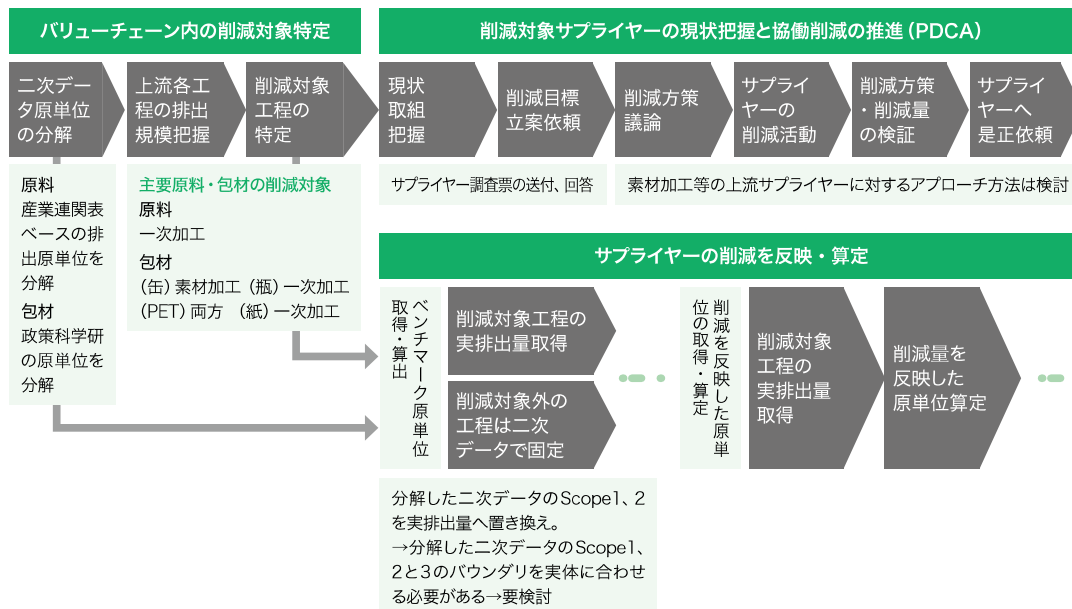 バリューチェーン内の削減対象特定
二次デー
タ原単位
の分解
上流各工
程の排出
規模把握
削減対象
工程の
特定
原料
産業連関表
ベースの排
出原単位を
分解
包材
政策科学研
の原単位を
分解
主要原料・包材の削減対象
原料
一次加工
包材
（缶）素材加工（瓶）一次加工
（PET）両方　（紙）一次加工
削減対象サプライヤーの現状把握と協働削減の推進（PDCA）
現状
取組
把握
削減目標
立案依頼
削減方策
議論
サプライ
ヤーの
削減活動
削減方策
・削減量
の検証
サプライ
ヤーへ
是正依頼
サプライヤー調査票の送付、回答
素材加工等の上流サプライヤーに対するアプローチ方法は検討
サプライヤーの削減を反映・算定
ベンチマーク原単位
取得・算出
削減対象工程の
実排出量取得
削減対象外の
工程は二次
データで固定
削減を反映した原単
位の取得・算定
削減対象
工程の
実排出量
取得
削減量を
反映した
原単位算定
分解した二次データのScope1、2
を実排出量へ置き換え。
→分解した二次データのScope1、
2と3のバウンダリを実体に合わせ
る必要がある→要検討